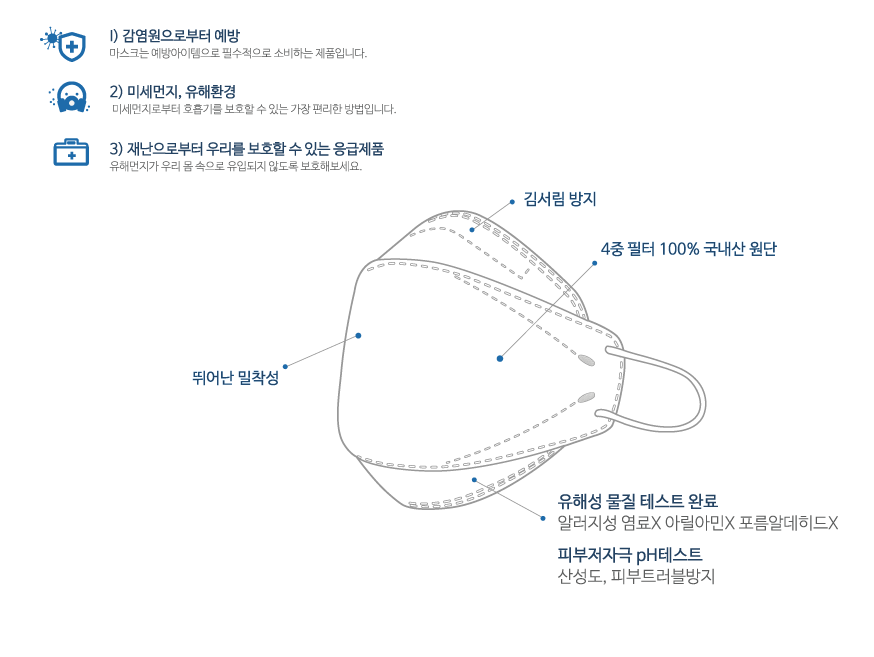 1) 감염원으로부터 예방
마스크는 예방아이템으로 필수적으로 소비하는 제품입니다.
2) 미세먼지, 유해환경
미세먼지로부터 호흡기를 보호할 수 있는 가장 편리한 방법입니다.
3) 재난으로부터 우리를 보호할 수 있는 응급제품
유해먼지가 우리 몸 속으로 유입되지 않도록 보호해보세요.
김서림 방지
4중 필터 100% 국내산 원단
뛰어난 밀착성
유해성 물질 테스트 완료
알러지성 염료X 아릴아민X 포름알데히드X
피부저자극 pH테스트
산성도, 피부트러블방지